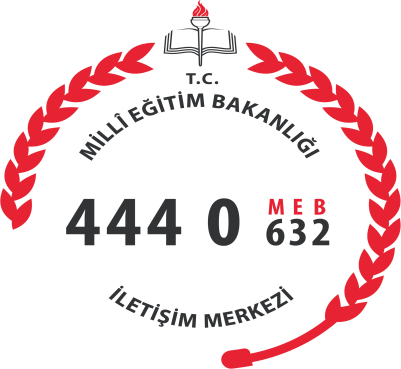 T.C.
MİLLÎ EĞİTİM BAKANLIĞI
444 0 MEB
632
İLETİŞİM MERKEZİ